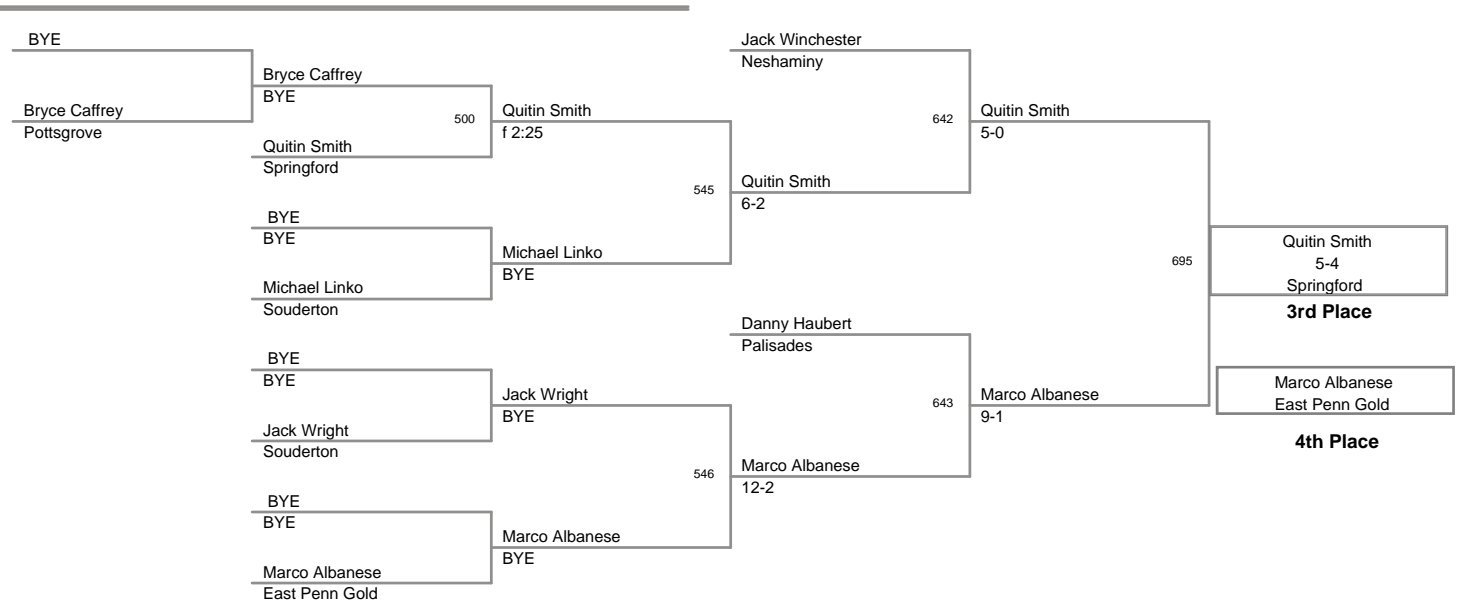 BYE
Bryce Caffrey
Pottsgrove
Bryce Caffrey
BYE
500
Quitin Smith
Springford
BYE
BYE
Michael Linko
Souderton
BYE
BYE
Jack Wright
Souderton
BYE
BYE
Marco Albanese
East Penn Gold
Quitin Smith
f 2:25
545
Michael Linko
BYE
Jack Wright
BYE
546
Marco Albanese
BYE
Jack Winchester
Neshaminy
642
Quitin Smith
6-2
Danny Haubert
Palisades
643
Marco Albanese
12-2
Quitin Smith
5-0
695
Marco Albanese
9-1
Quitin Smith
5-4
Springford
3rd Place
Marco Albanese
East Penn Gold
4th Place